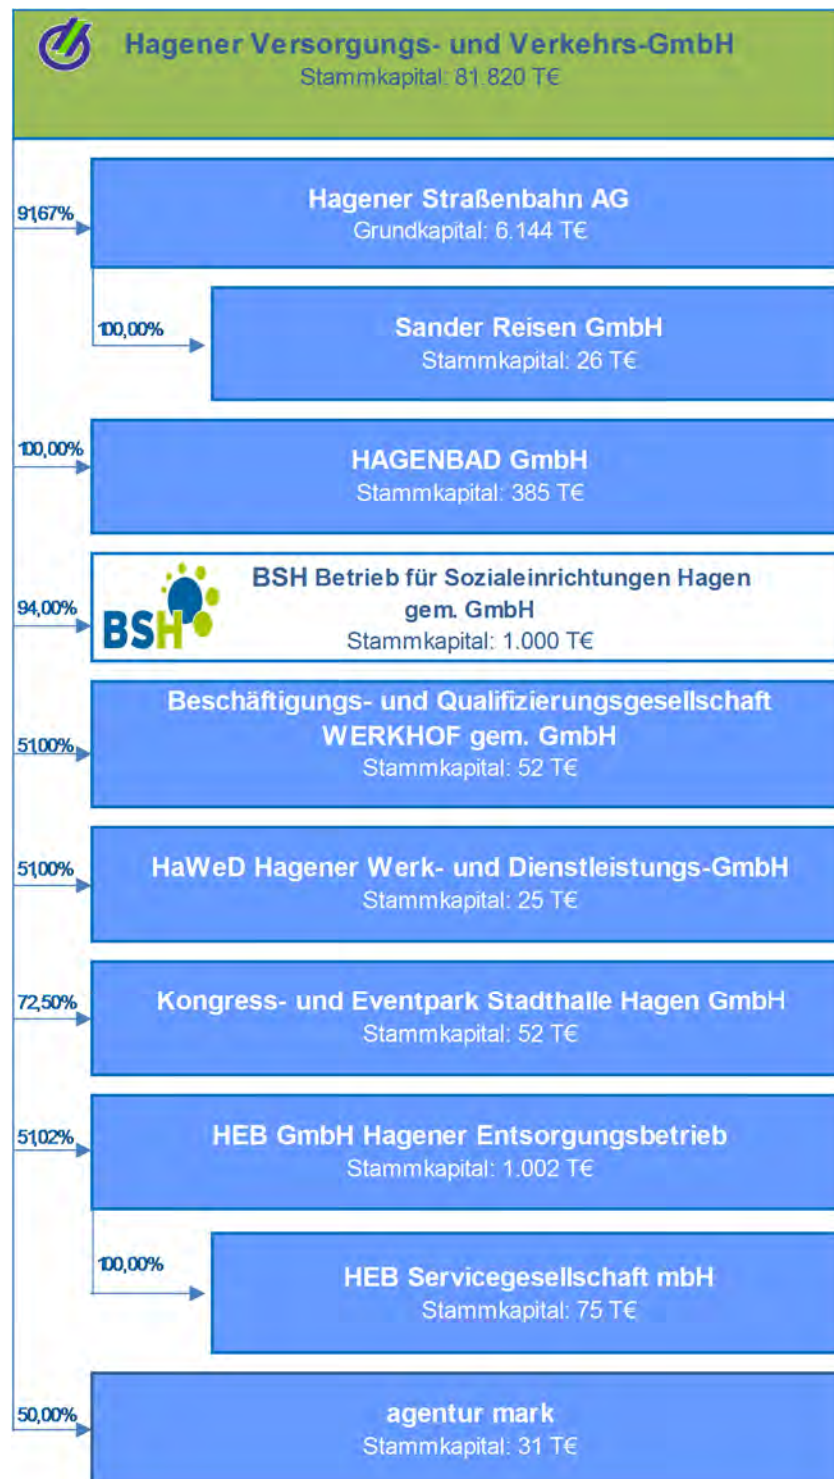 Hagener Versorgungs- und Verkehrs-GmbH
Stammkapital: 81.820 T€
91,67%
Hagener Straßenbahn AG
Grundkapital: 6.144 T€
100,00%
Sander Reisen GmbH
Stammkapital: 26 T€
100,00%
HAGENBAD GmbH
Stammkapital: 385 T€
94,00%
BSH
BSH Betrieb für Sozialeinrichtungen Hagen
gem. GmbH
Stammkapital: 1.000 T€
51,00%
Beschäftigungs- und Qualifizierungsgesellschaft
WERKHOF gem. GmbH
Stammkapital: 52 T€
51,00%
HaWeD Hagener Werk- und Dienstleistungs-GmbH
Stammkapital: 25 T€
72,50%
Kongress- und Eventpark Stadthalle Hagen GmbH
Stammkapital: 52 T€
51,02%
HEB GmbH Hagener Entsorgungsbetrieb
Stammkapital: 1.002 T€
100,00%
HEB Servicegesellschaft mbH
Stammkapital: 75 T€
50,00%
agentur mark
Stammkapital: 31 T€